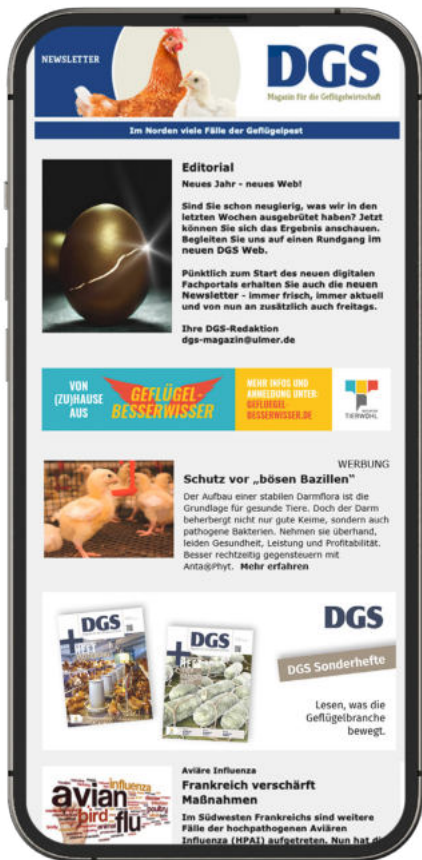 NEWSLETTER
DGS
Magazin für die Geflügelwirtschaft
Im Norden viele Fälle der Geflügelpest
Editorial
Neues Jahr - neues Web!
Sind Sie schon neugierig, was wir in den
letzten Wochen ausgebrütet haben? Jetzt
können Sie sich das Ergebnis anschauen.
Begleiten Sie uns auf einen Rundgang im
neuen DGS Web.
Pünktlich zum Start des neuen digitalen
Fachportals erhalten Sie auch die neuen
Newsletter - immer frisch, immer aktuell
und von nun an zusätzlich auch freitags.
Ihre DGS-Redaktion
dgs-magazin@ulmer.de
VON
(ZU)HAUSE
AUS
GEFLÜGEL-
BESSERWISSER
MEHR INFOS UND
ANMELDUNG UNTER:
GEFLUEGEL-
BESSERWISSER.DE
TIERWOHL
WERBUNG
Schutz vor „bösen Bazillen"
Der Aufbau einer stabilen Darmflora ist die
Grundlage für gesunde Tiere. Doch der Darm
beherbergt nicht nur gute Keime, sondern auch
pathogene Bakterien. Nehmen sie überhand,
leiden Gesundheit, Leistung und Profitabilität.
Besser rechtzeitig gegensteuern mit
Anta®Phyt. Mehr erfahren
DGS
DGS
DGS
DGS Sonderhefte
Lesen, was die
Geflügelbranche
bewegt.
avian
influenza
bird
flu
Aviäre Influenza
Frankreich verschärft
Maßnahmen
Im Südwesten Frankreichs sind weitere
Fälle der hochpathogenen Aviären
Influenza (HPAI) aufgetreten. Nun hat